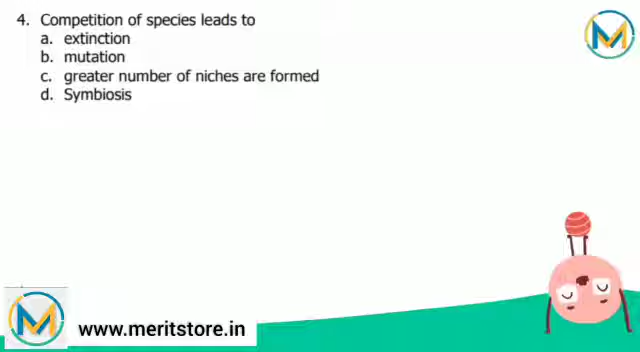 4. Competition of species leads to
a. extinction
b. mutation
c. greater number of niches are formed
d. Symbiosis
www.meritstore.in